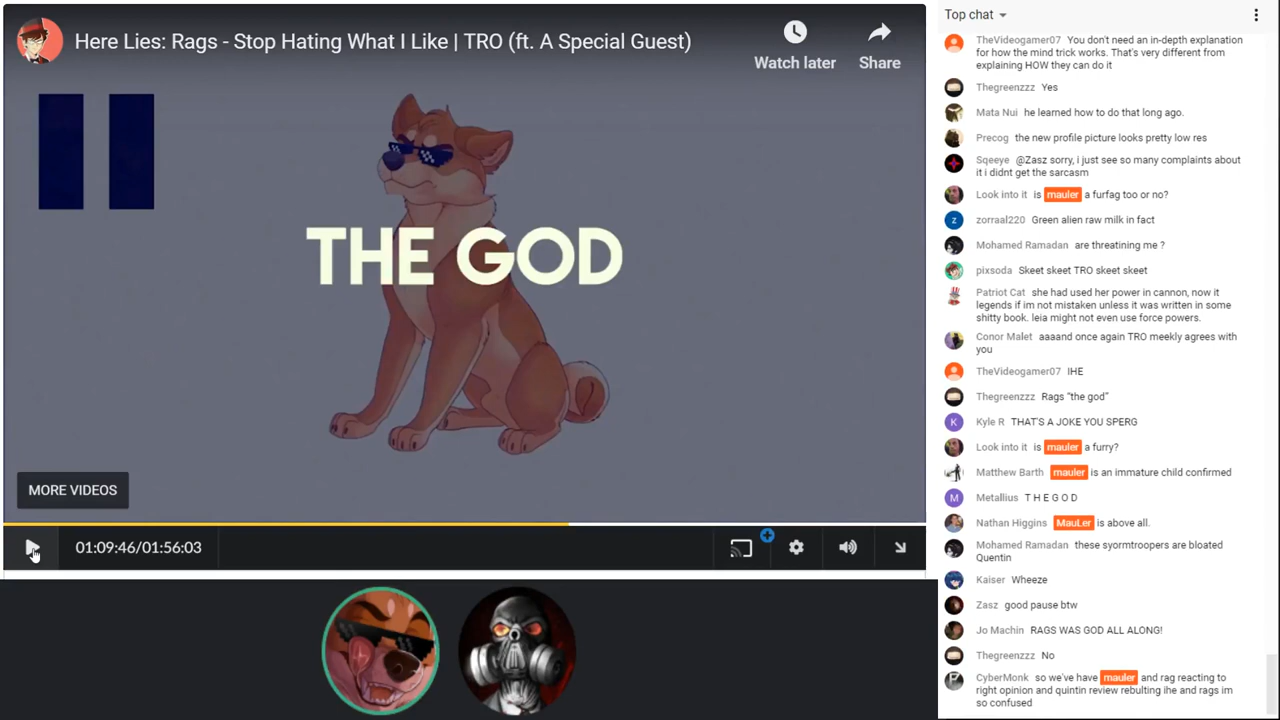 Here Lies: Rags - Stop Hating What I Like | TRO (ft. A Special Guest)
Watch later
Share
THE GOD
MORE VIDEOS
01:09:46/01:56:03
Top chat
TheVideogamer07 You don't need an in-depth explanation
for how the mind trick works. That's very different from
explaining HOW they can do it
Thegreenzzz Yes
Mata Nui he learned how to do that long ago.
Precog the new profile picture looks pretty low res
Sqeeye @Zasz sorry, i just see so many complaints about
it i didnt get the sarcasm
Look into it is mauler a furfag too or no?
z
zorraal220 Green alien raw milk in fact
Mohamed Ramadan are threatining me ?
pixsoda Skeet skeet TRO skeet skeet
Patriot Cat she had used her power in cannon, now it
legends if im not mistaken unless it was written in some
shitty book. leia might not even use force powers.
Conor Malet aaaand once again TRO meekly agrees with
you
TheVideogamer07 IHE
Thegreenzzz Rags “the god”
K
Kyle R THAT'S A JOKE YOU SPERG
Look into it is mauler a furry?
Matthew Barth mauler is an immature child confirmed
M
Metallius T H E G O D
Nathan Higgins MauLer is above all.
Mohamed Ramadan these syormtroopers are bloated
Quentin
Kaiser Wheeze
Zasz good pause btw
Jo Machin RAGS WAS GOD ALL ALONG!
Thegreenzzz No
CyberMonk so we've have mauler and rag reacting to
right opinion and quintin review rebulting ihe and rags im
so confused